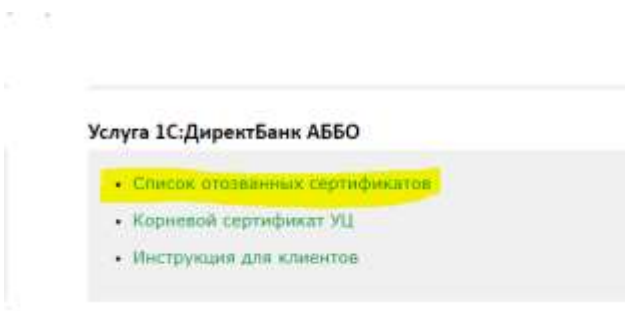 Услуга 1С:ДиректБанк АББО
Список отозванных сертификатов
Корневой сертификат УЦ
Инструкция для клиентов